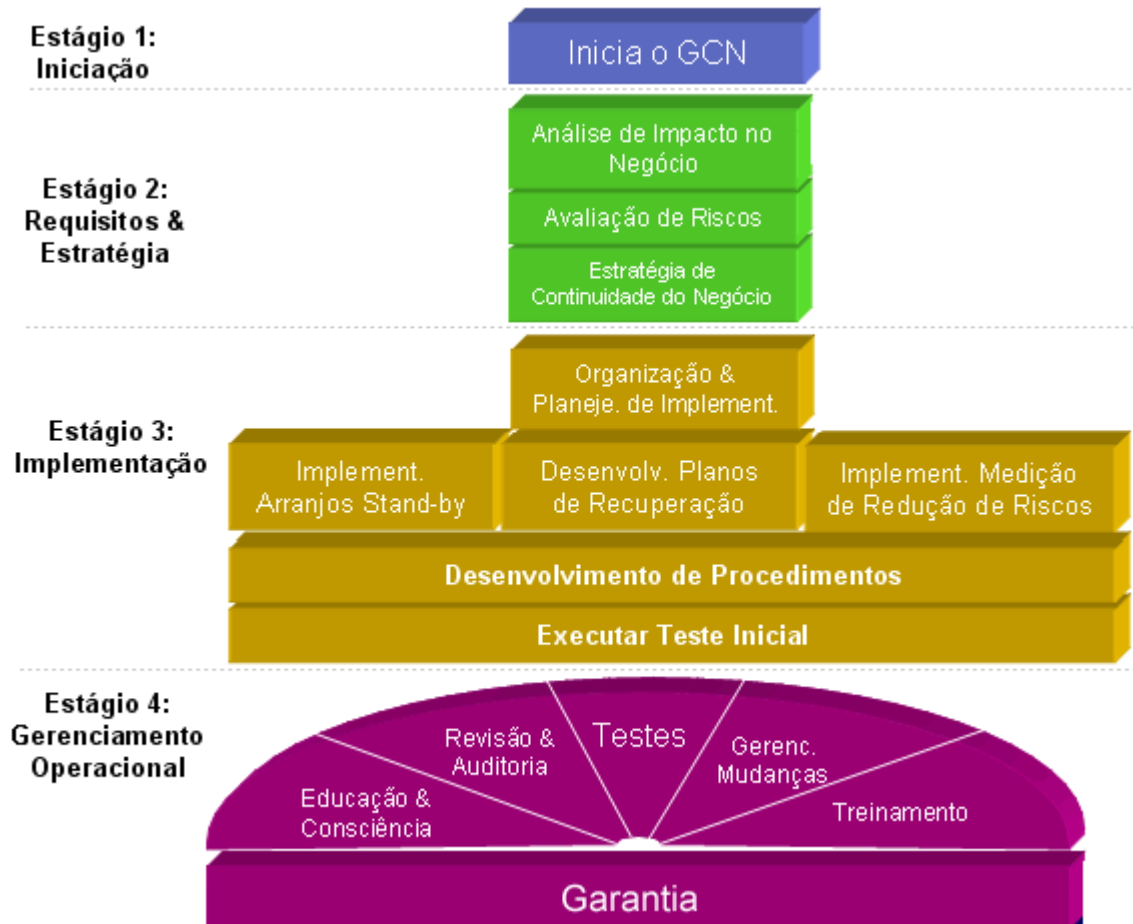 Estágio 1:
Iniciação
Inicia o GCN
Estágio 2:
Requisitos &
Estratégia
Análise de Impacto no
Negócio
Avaliação de Riscos
Estratégia de
Continuidade do Negócio
Estágio 3:
Implementação
Organização &
Planeje. de Implement.
Implement.
Arranjos Stand-by
Desenvolv. Planos
de Recuperação
Implement. Medição
de Redução de Riscos
Desenvolvimento de Procedimentos
Executar Teste Inicial
Estágio 4:
Gerenciamento
Operacional
Educação &
Consciência
Revisão &
Auditoria
Testes
Gerenc.
Mudanças
Treinamento
Garantia